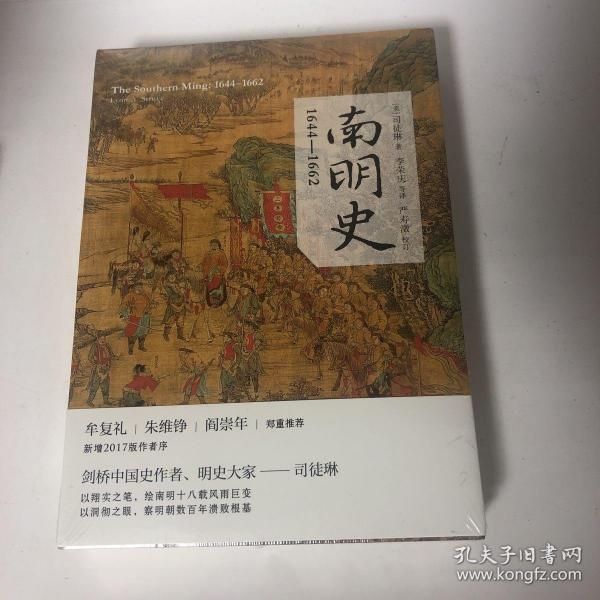 The Southern Ming: 1644–1662
Lynn A. Struve
南明史
1644—1662
[美] 司徒琳 著
李荣庆 等译
严寿澂 校订
牟复礼 | 朱维铮 | 阎崇年 | 郑重推荐
新增2017版作者序
剑桥中国史作者、明史大家 —— 司徒琳
以翔实之笔，绘南明十八载风雨巨变
以洞彻之眼，察明朝数百年溃败根基
孔夫子旧书网
www.kongfz.com